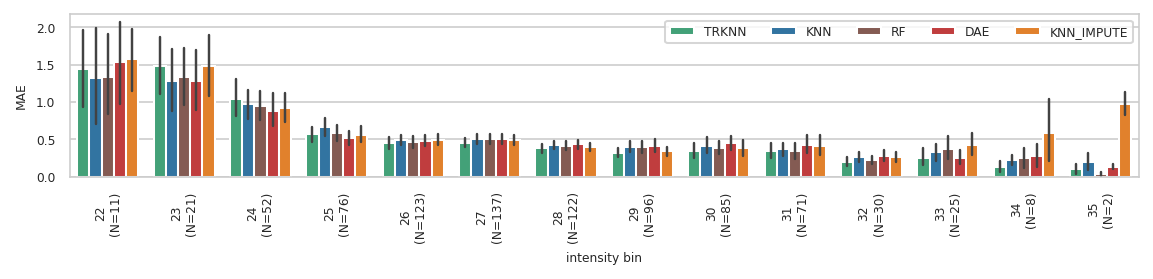 TRKNN KNN RF DAE KNN_IMPUTE
MAE
2.0
1.5
1.0
0.5
0.0
22
(N=11)
23
(N=21)
24
(N=52)
25
(N=76)
26
(N=123)
27
(N=137)
28
(N=122)
29
(N=96)
30
(N=85)
31
(N=71)
32
(N=30)
33
(N=25)
34
(N=8)
35
(N=2)
intensity bin